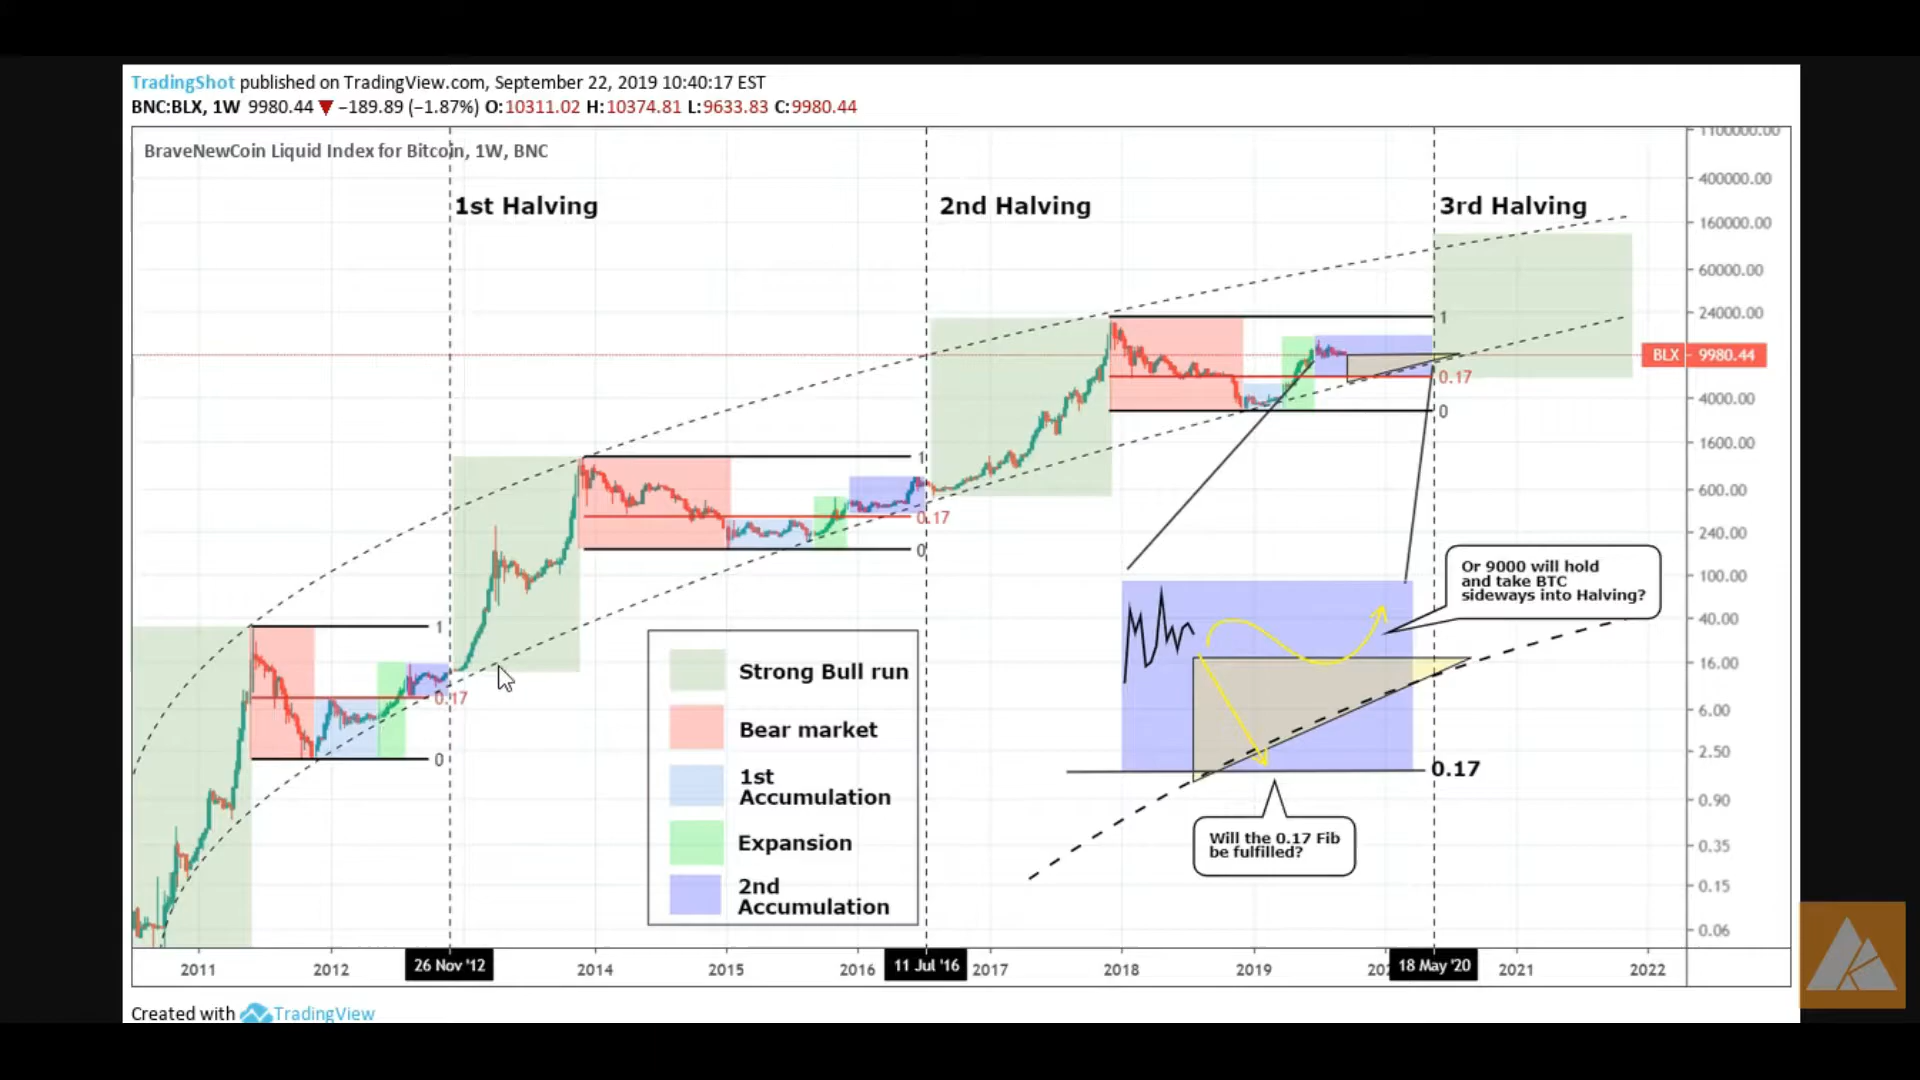 TradingShot published on TradingView.com, September 22, 2019 10:40:17 EST
BNC:BLX, 1W 9980.44 ▼ −189.89 (−1.87%) O:10311.02 H:10374.81 L:9633.83 C:9980.44
BraveNewCoin Liquid Index for Bitcoin, 1W, BNC
1st Halving
2nd Halving
3rd Halving
1100000.00
400000.00
160000.00
60000.00
24000.00
BLX 9980.44
4000.00
1600.00
600.00
240.00
100.00
40.00
16.00
6.00
2.50
0.90
0.35
0.15
0.06
1
0.17
0
1
0.17
0
1
0.17
0
Strong Bull run
Bear market
1st
Accumulation
Expansion
2nd
Accumulation
Or 9000 will hold
and take BTC
sideways into Halving?
0.17
Will the 0.17 Fib
be fulfilled?
2011
2012
26 Nov '12
2014
2015
2016
11 Jul '16
2017
2018
2019
18 May '20
2021
2022
Created with TradingView